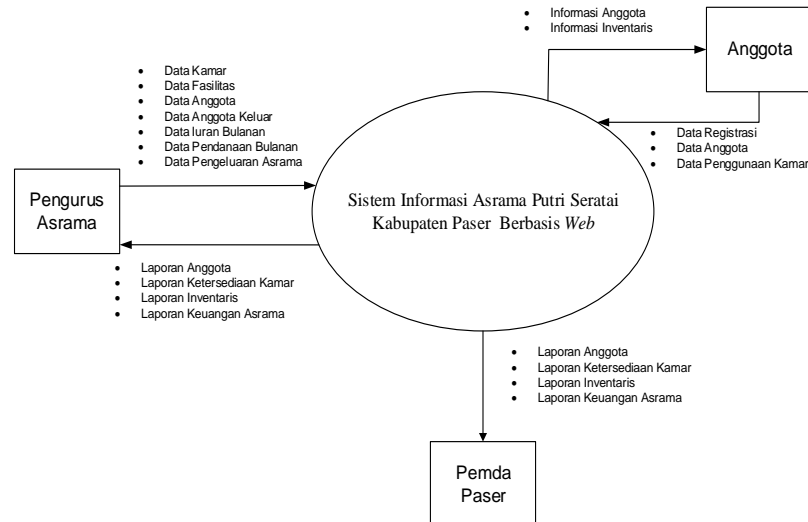 • Informasi Anggota
• Informasi Inventaris
Anggota
• Data Kamar
• Data Fasilitas
• Data Anggota
• Data Anggota Keluar
• Data Iuran Bulanan
• Data Pendanaan Bulanan
• Data Pengeluaran Asrama
• Data Registrasi
• Data Anggota
• Data Penggunaan Kamar
Pengurus
Asrama
Sistem Informasi Asrama Putri Seratai
Kabupaten Paser Berbasis Web
• Laporan Anggota
• Laporan Ketersediaan Kamar
• Laporan Inventaris
• Laporan Keuangan Asrama
• Laporan Anggota
• Laporan Ketersediaan Kamar
• Laporan Inventaris
• Laporan Keuangan Asrama
Pemda
Paser